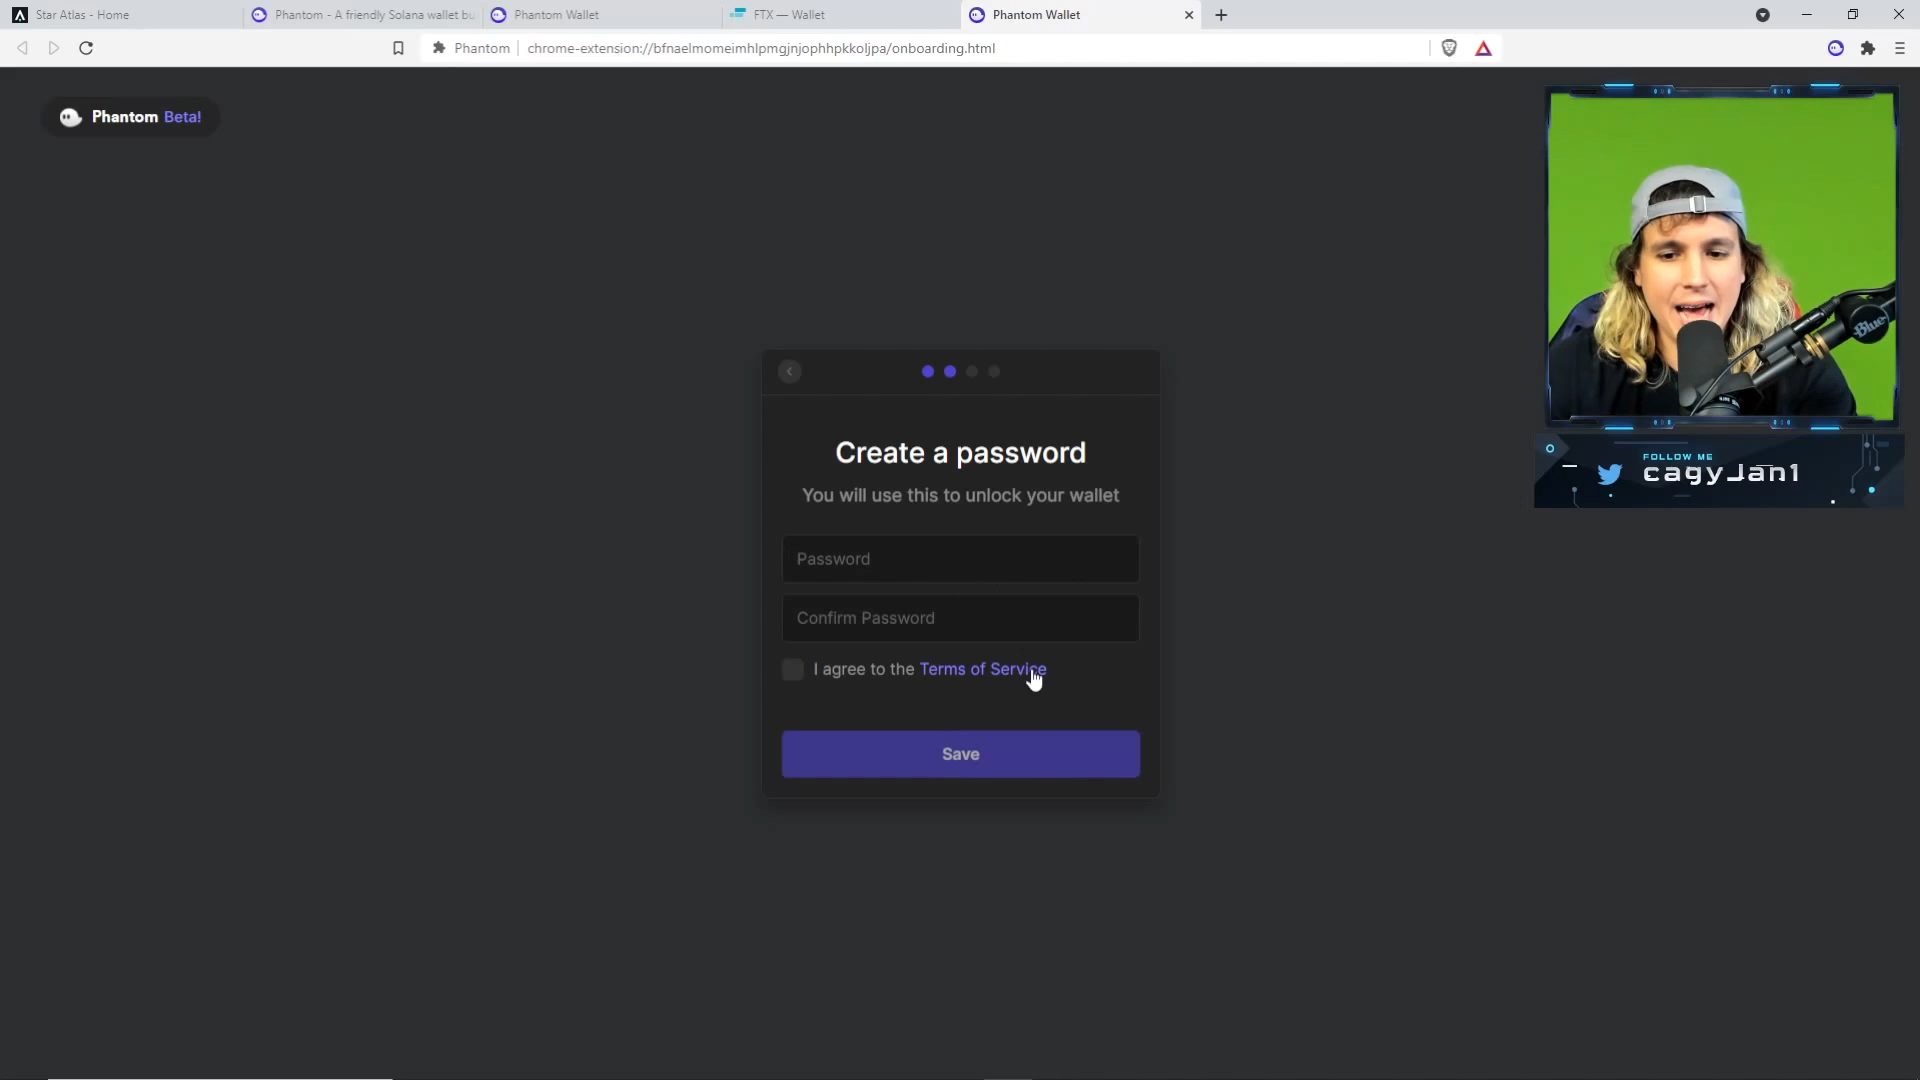 Star Atlas - Home
Phantom - A friendly Solana wallet bu
Phantom Wallet
FTX — Wallet
Phantom Wallet
Phantom
chrome-extension://bfnaelmomeimhlpmgjnjophhpkkoljpa/onboarding.html
Phantom Beta!
Create a password
You will use this to unlock your wallet
Password
Confirm Password
I agree to the Terms of Service
Save
Blue
FOLLOW ME
cagyJan1